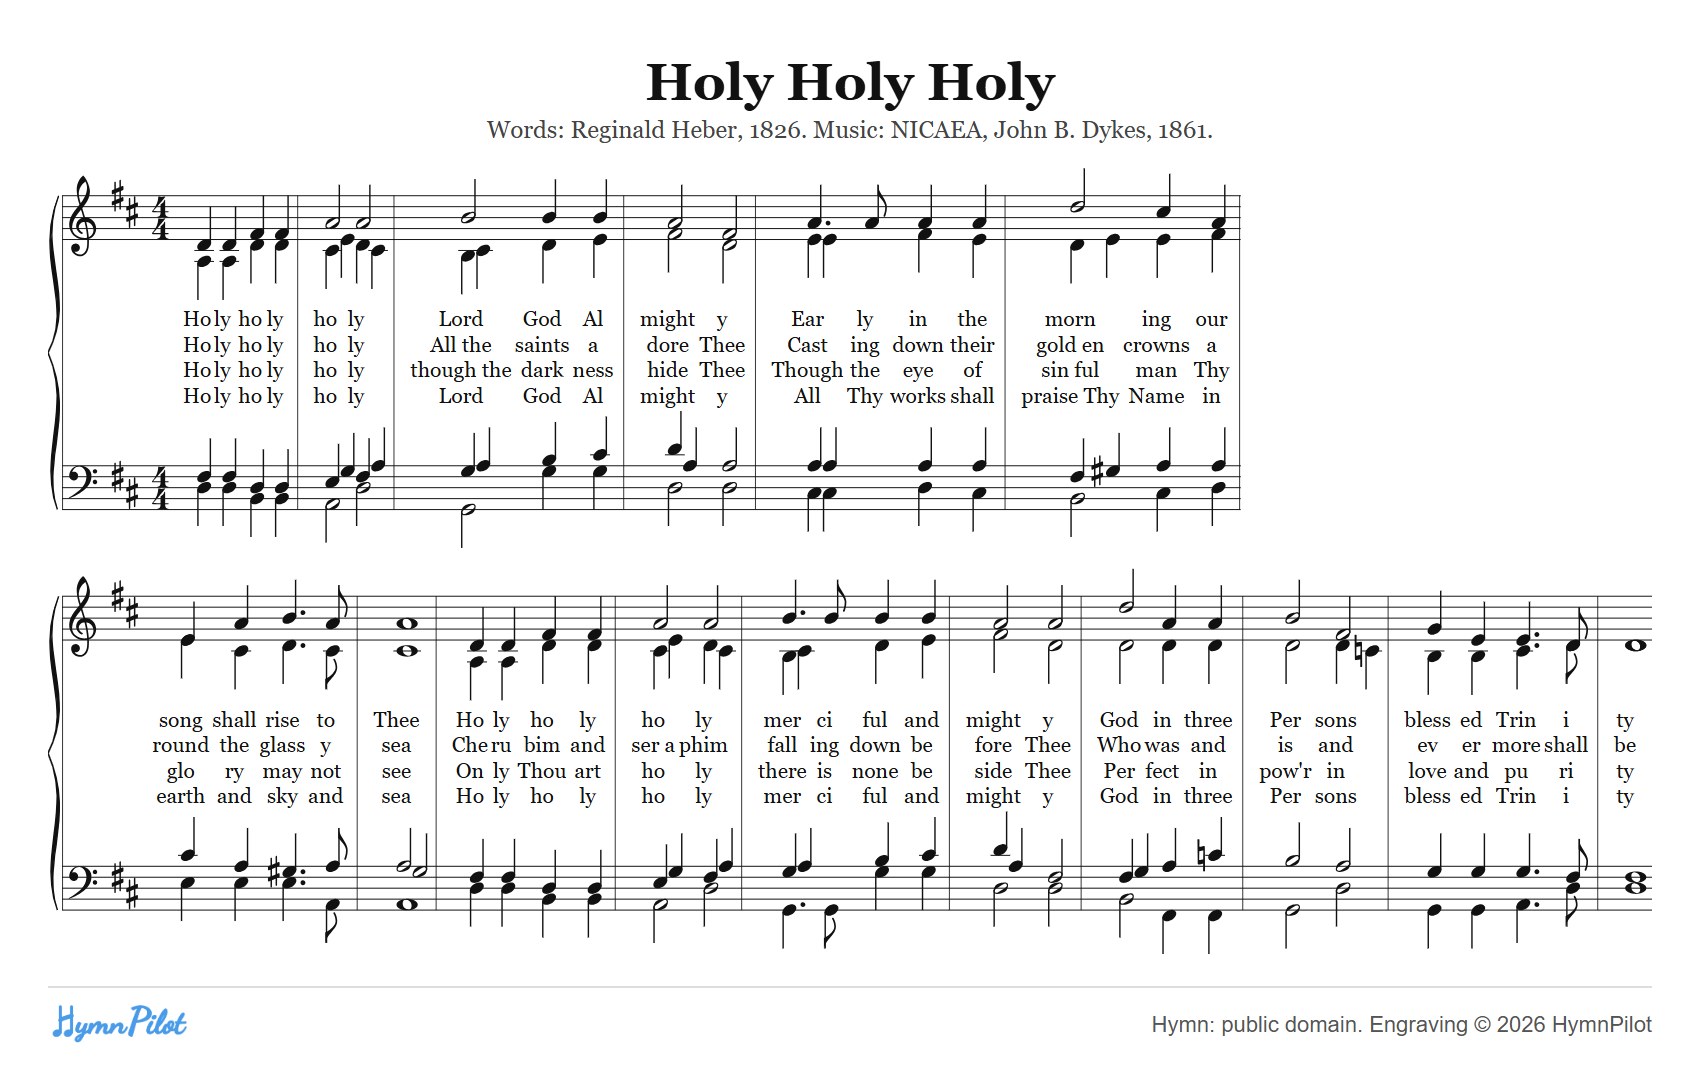 Holy Holy Holy
Words: Reginald Heber, 1826. Music: NICAEA, John B. Dykes, 1861.
Ho ly ho ly ho ly Lord God Al might y Ear ly in the morn ing our
Ho ly ho ly ho ly All the saints a dore Thee Cast ing down their gold en crowns a
Ho ly ho ly ho ly though the dark ness hide Thee Though the eye of sin ful man Thy
Ho ly ho ly ho ly Lord God Al might y All Thy works shall praise Thy Name in
song shall rise to Thee Ho ly ho ly ho ly mer ci ful and might y God in three Per sons bless ed Trin i ty
round the glass y sea Che ru bim and ser a phim fall ing down be fore Thee Who was and is and ev er more shall be
glo ry may not see On ly Thou art ho ly there is none be side Thee Per fect in pow'r in love and pu ri ty
earth and sky and sea Ho ly ho ly ho ly mer ci ful and might y God in three Per sons bless ed Trin i ty
HymnPilot
Hymn: public domain. Engraving © 2026 HymnPilot